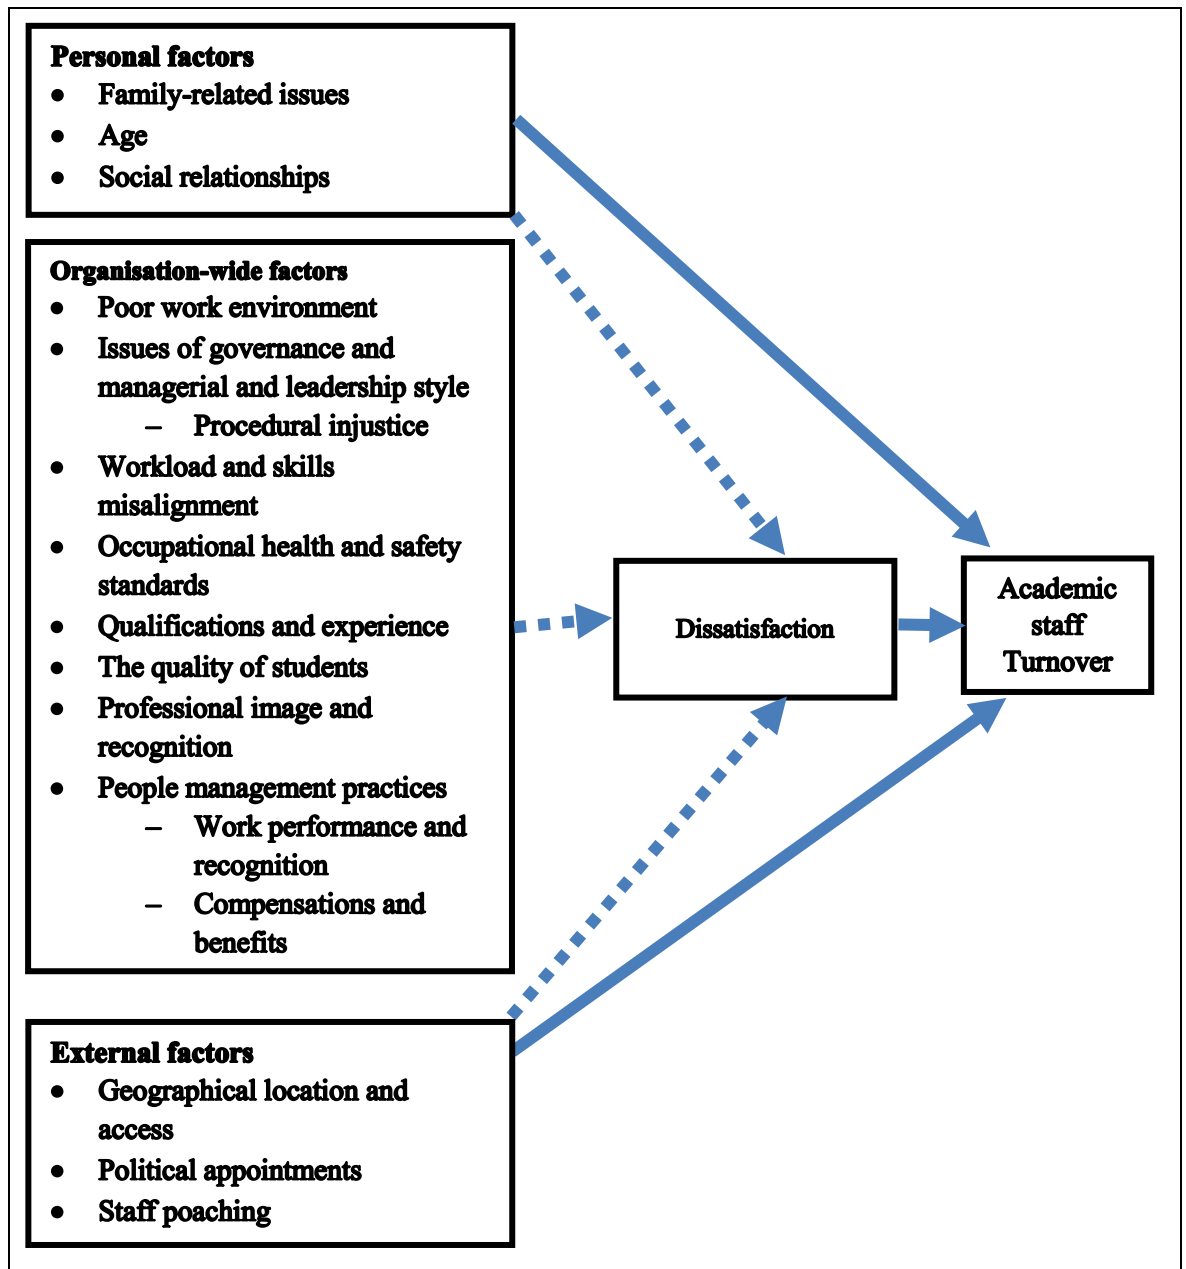 Personal factors
• Family-related issues
• Age
• Social relationships
Organisation-wide factors
• Poor work environment
• Issues of governance and
managerial and leadership style
– Procedural injustice
• Workload and skills
misalignment
• Occupational health and safety
standards
• Qualifications and experience
• The quality of students
• Professional image and
recognition
• People management practices
– Work performance and
recognition
– Compensations and
benefits
External factors
• Geographical location and
access
• Political appointments
• Staff poaching
Dissatisfaction
Academic
staff
Turnover